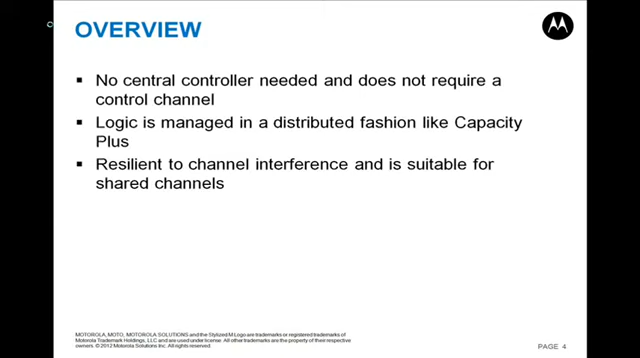 OVERVIEW
▪ No central controller needed and does not require a
control channel
▪ Logic is managed in a distributed fashion like Capacity
Plus
▪ Resilient to channel interference and is suitable for
shared channels
MOTOROLA, MOTO, MOTOROLA SOLUTIONS and the Stylized M Logo are trademarks or registered trademarks of
Motorola Trademark Holdings, LLC and are used under license. All other trademarks are the property of their respective
owners. © 2012 Motorola Solutions Inc. All rights reserved.
PAGE 4